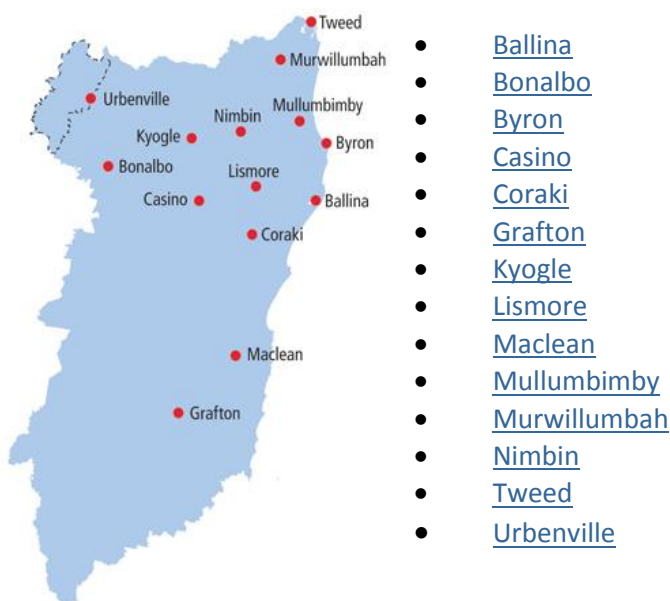 Tweed
Murwillumbah
Urbenville
Mullumbimby
Nimbin
Kyogle
Byron
Bonalbo
Lismore
Casino
Ballina
Coraki
Maclean
Grafton
• Ballina
• Bonalbo
• Byron
• Casino
• Coraki
• Grafton
• Kyogle
• Lismore
• Maclean
• Mullumbimby
• Murwillumbah
• Nimbin
• Tweed
• Urbenville